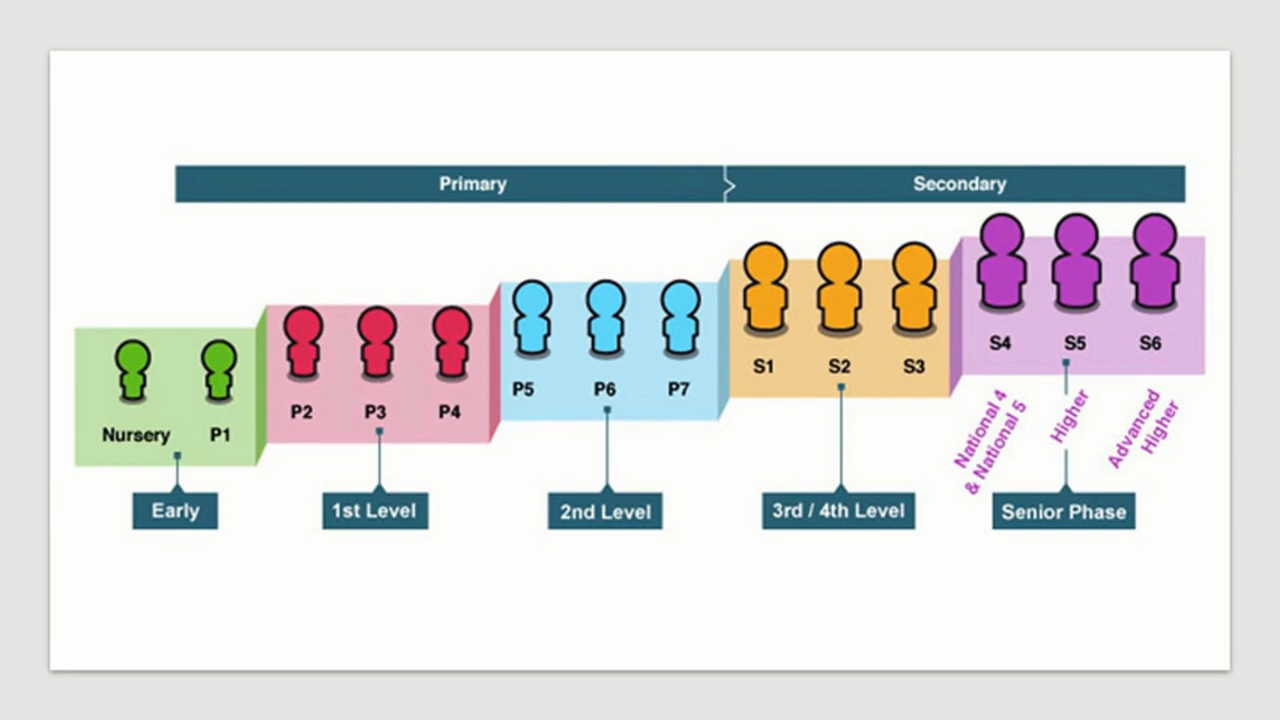 Primary
Secondary
Nursery P1
P2 P3 P4
P5 P6 P7
S1 S2 S3
S4 S5 S6
National 4
& National 5
Higher
Advanced
Higher
Early
1st Level
2nd Level
3rd / 4th Level
Senior Phase